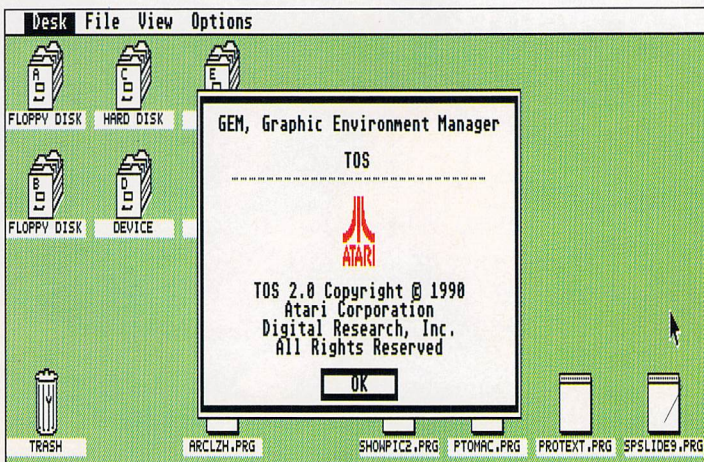 Desk File View Options
A C E
FLOPPY DISK HARD DISK
GEM, Graphic Environment Manager
TOS
ATARI
B D
FLOPPY DISK DEVICE
TOS 2.0 Copyright © 1990
Atari Corporation
Digital Research, Inc.
All Rights Reserved
OK
TRASH ARCLZH.PRG SHOWPIC2.PRG PTOMAC.PRG PROTEXT.PRG SPSLIDE9.PRG